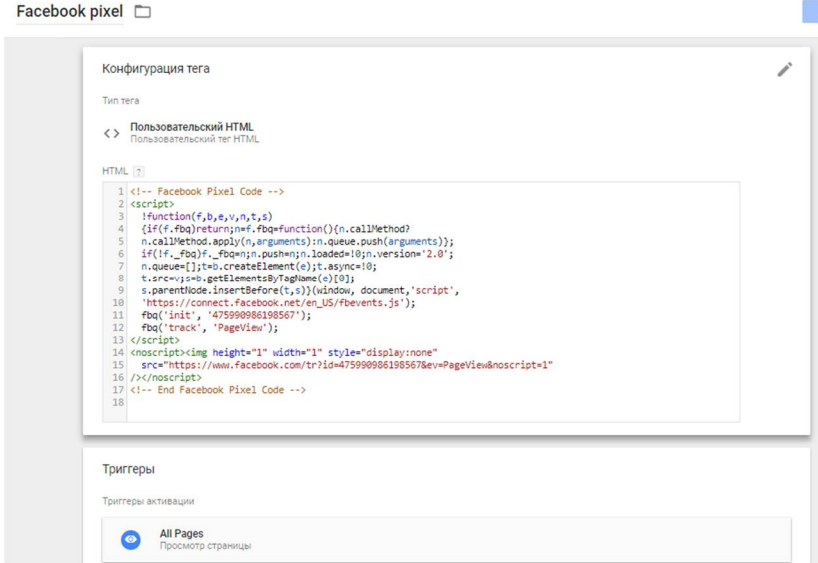 Facebook pixel
Конфигурация тега
Тип тега
<> Пользовательский HTML
Пользовательский тег HTML
HTML ?
1 <!-- Facebook Pixel Code -->
2 <script>
3 !function(f,b,e,v,n,t,s)
4 {if(f.fbq)return;n=f.fbq=function(){n.callMethod?
5 n.callMethod.apply(n,arguments):n.queue.push(arguments)};
6 if(!f._fbq)f._fbq=n;n.push=n;n.loaded=!0;n.version='2.0';
7 n.queue=[];t=b.createElement(e);t.async=!0;
8 t.src=v;s=b.getElementsByTagName(e)[0];
9 s.parentNode.insertBefore(t,s)}(window, document,'script',
10 'https://connect.facebook.net/en_US/fbevents.js');
11 fbq('init', '475990986198567');
12 fbq('track', 'PageView');
13 </script>
14 <noscript><img height="1" width="1" style="display:none"
15 src="https://www.facebook.com/tr?id=475990986198567&ev=PageView&noscript=1"
16 /></noscript>
17 <!-- End Facebook Pixel Code -->
18
Триггеры
Триггеры активации
All Pages
Просмотр страницы